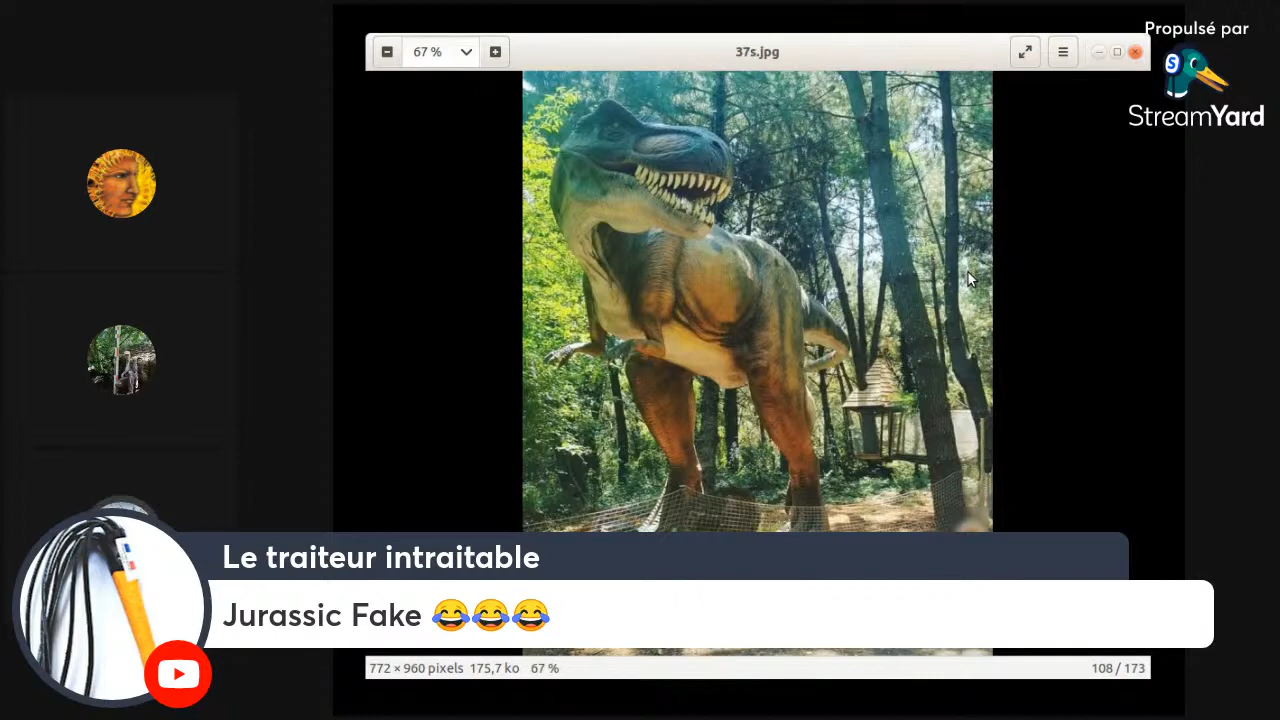 Propulsé par
StreamYard
67 %
37s.jpg
Le traiteur intraitable
Jurassic Fake 😂😂😂
772 × 960 pixels 175,7 ko 67 %
108 / 173